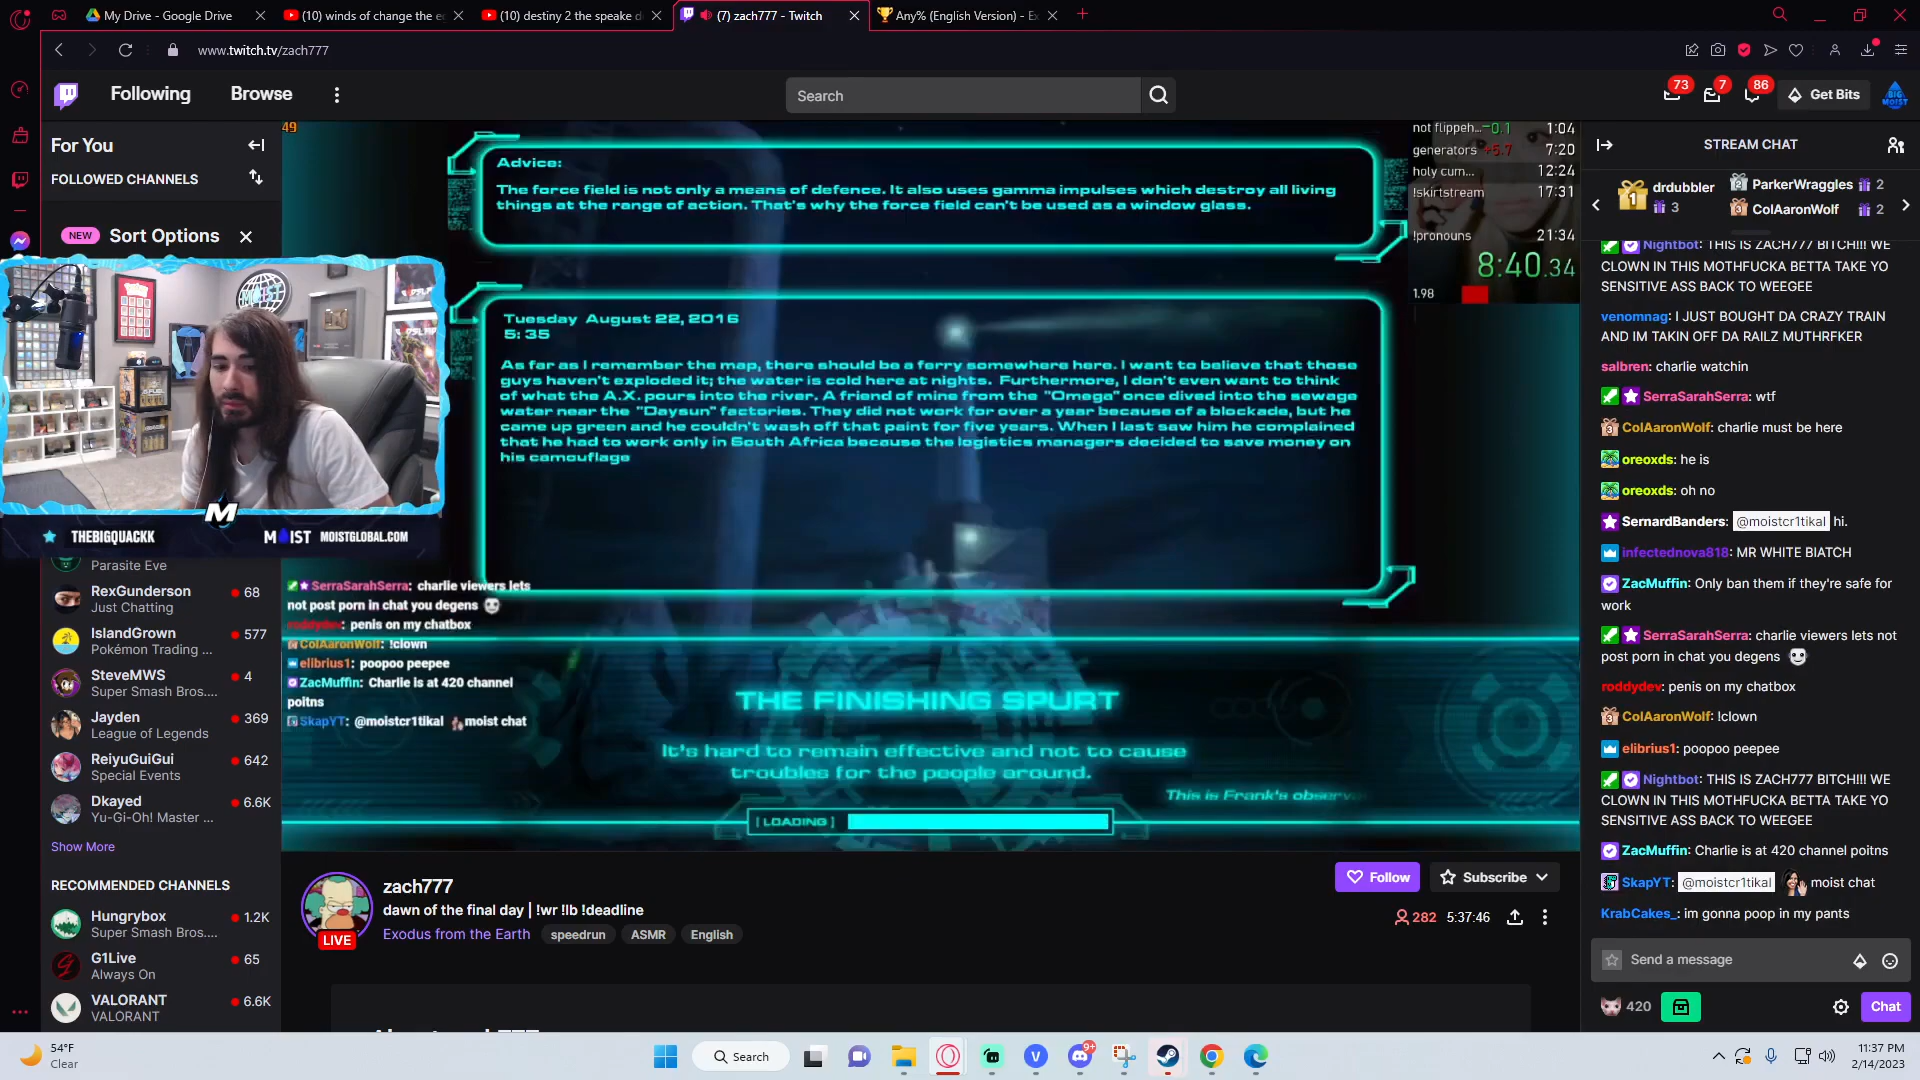 My Drive - Google Drive
(10) winds of change the e
(10) destiny 2 the speake d
(7) zach777 - Twitch
Any% (English Version) - E
www.twitch.tv/zach777
Following
Browse
Search
73
7
86
Get Bits
For You
FOLLOWED CHANNELS
NEW
Sort Options
49
Advice:
The force field is not only a means of defence. It also uses gamma impulses which destroy all living
things at the range of action. That's why the force field can't be used as a window glass.
Tuesday August 22, 2016
5: 35
As far as I remember the map, there should be a ferry somewhere here. I want to believe that those
guys haven't exploded it; the water is cold here at nights. Furthermore, I don't even want to think
of what the A.X. pours into the river. A friend of mine from the "Omega" once dived into the sewage
water near the "Daysun" factories. They did not work for over a year because of a blockade, but he
came up green and he couldn't wash off that paint for five years. When I last saw him he complained
that he had to work only in South Africa because the logistics managers decided to save money on
his camouflage
not flippeh... -0.1 1:04
generators +5.7 7:20
holy cum... 12:24
!skirtstream 17:31
!pronouns 21:34
8:40.34
1.98
MOIST
THEBIGQUACKK
MOIST MOISTGLOBAL.COM
Parasite Eve
RexGunderson 68
Just Chatting
IslandGrown 577
Pokémon Trading ...
SteveMWS 4
Super Smash Bros....
Jayden 369
League of Legends
ReiyuGuiGui 642
Special Events
Dkayed 6.6K
Yu-Gi-Oh! Master ...
Show More
RECOMMENDED CHANNELS
Hungrybox 1.2K
Super Smash Bros....
G1Live 65
Always On
VALORANT 6.6K
VALORANT
SerraSarahSerra: charlie viewers lets
not post porn in chat you degens
roddydev: penis on my chatbox
ColAaronWolf: !clown
elibrius1: poopoo peepee
ZacMuffin: Charlie is at 420 channel
poitns
SkapYT: @moistcr1tikal moist chat
THE FINISHING SPURT
It's hard to remain effective and not to cause
troubles for the people around.
This is Frank's observa
[ LOADING ]
LIVE
zach777
dawn of the final day | !wr !lb !deadline
Exodus from the Earth
speedrun
ASMR
English
Follow
Subscribe
282
5:37:46
STREAM CHAT
1
drdubbler
3
2 ParkerWraggles 2
3 ColAaronWolf 2
Nightbot: THIS IS ZACH777 BITCH!!! WE
CLOWN IN THIS MOTHFUCKA BETTA TAKE YO
SENSITIVE ASS BACK TO WEEGEE
venomnag: I JUST BOUGHT DA CRAZY TRAIN
AND IM TAKIN OFF DA RAILZ MUTHRFKER
salbren: charlie watchin
SerraSarahSerra: wtf
ColAaronWolf: charlie must be here
oreoxds: he is
oreoxds: oh no
SernardBanders: @moistcr1tikal hi.
infectednova818: MR WHITE BIATCH
ZacMuffin: Only ban them if they're safe for
work
SerraSarahSerra: charlie viewers lets not
post porn in chat you degens
roddydev: penis on my chatbox
ColAaronWolf: !clown
elibrius1: poopoo peepee
Nightbot: THIS IS ZACH777 BITCH!!! WE
CLOWN IN THIS MOTHFUCKA BETTA TAKE YO
SENSITIVE ASS BACK TO WEEGEE
ZacMuffin: Charlie is at 420 channel poitns
SkapYT: @moistcr1tikal moist chat
KrabCakes_: im gonna poop in my pants
Send a message
420
Chat
54°F
Clear
Search
9+
11:37 PM
2/14/2023